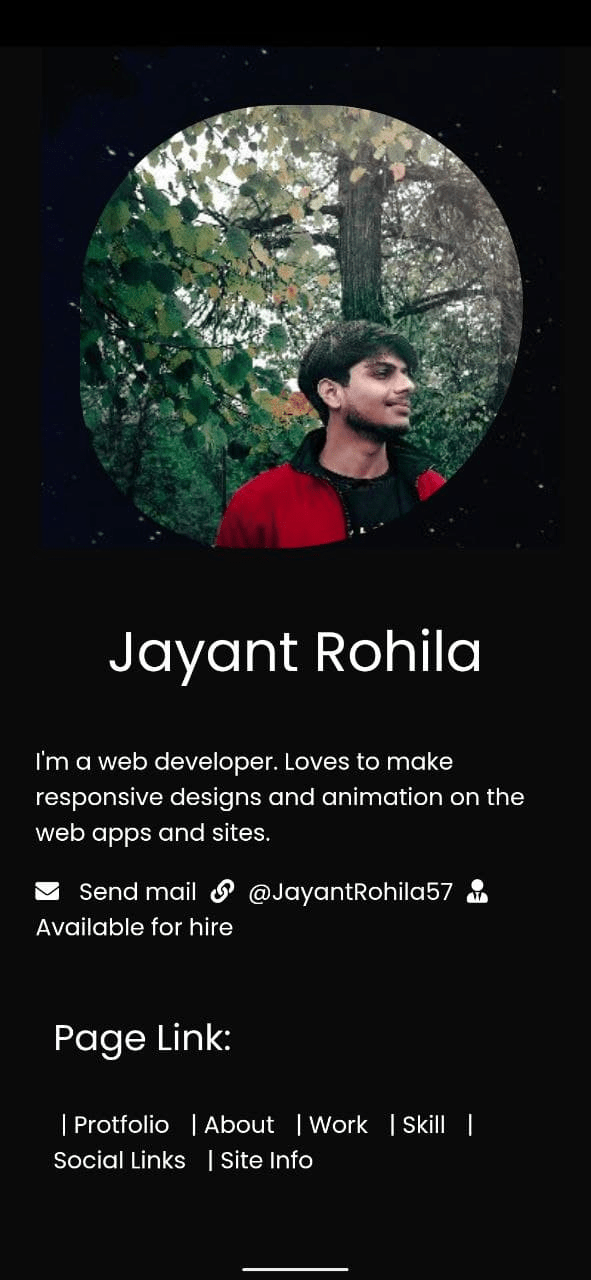 Jayant Rohila
I'm a web developer. Loves to make
responsive designs and animation on the
web apps and sites.
Send mail @JayantRohila57
Available for hire
Page Link:
| Protfolio | About | Work | Skill |
Social Links | Site Info